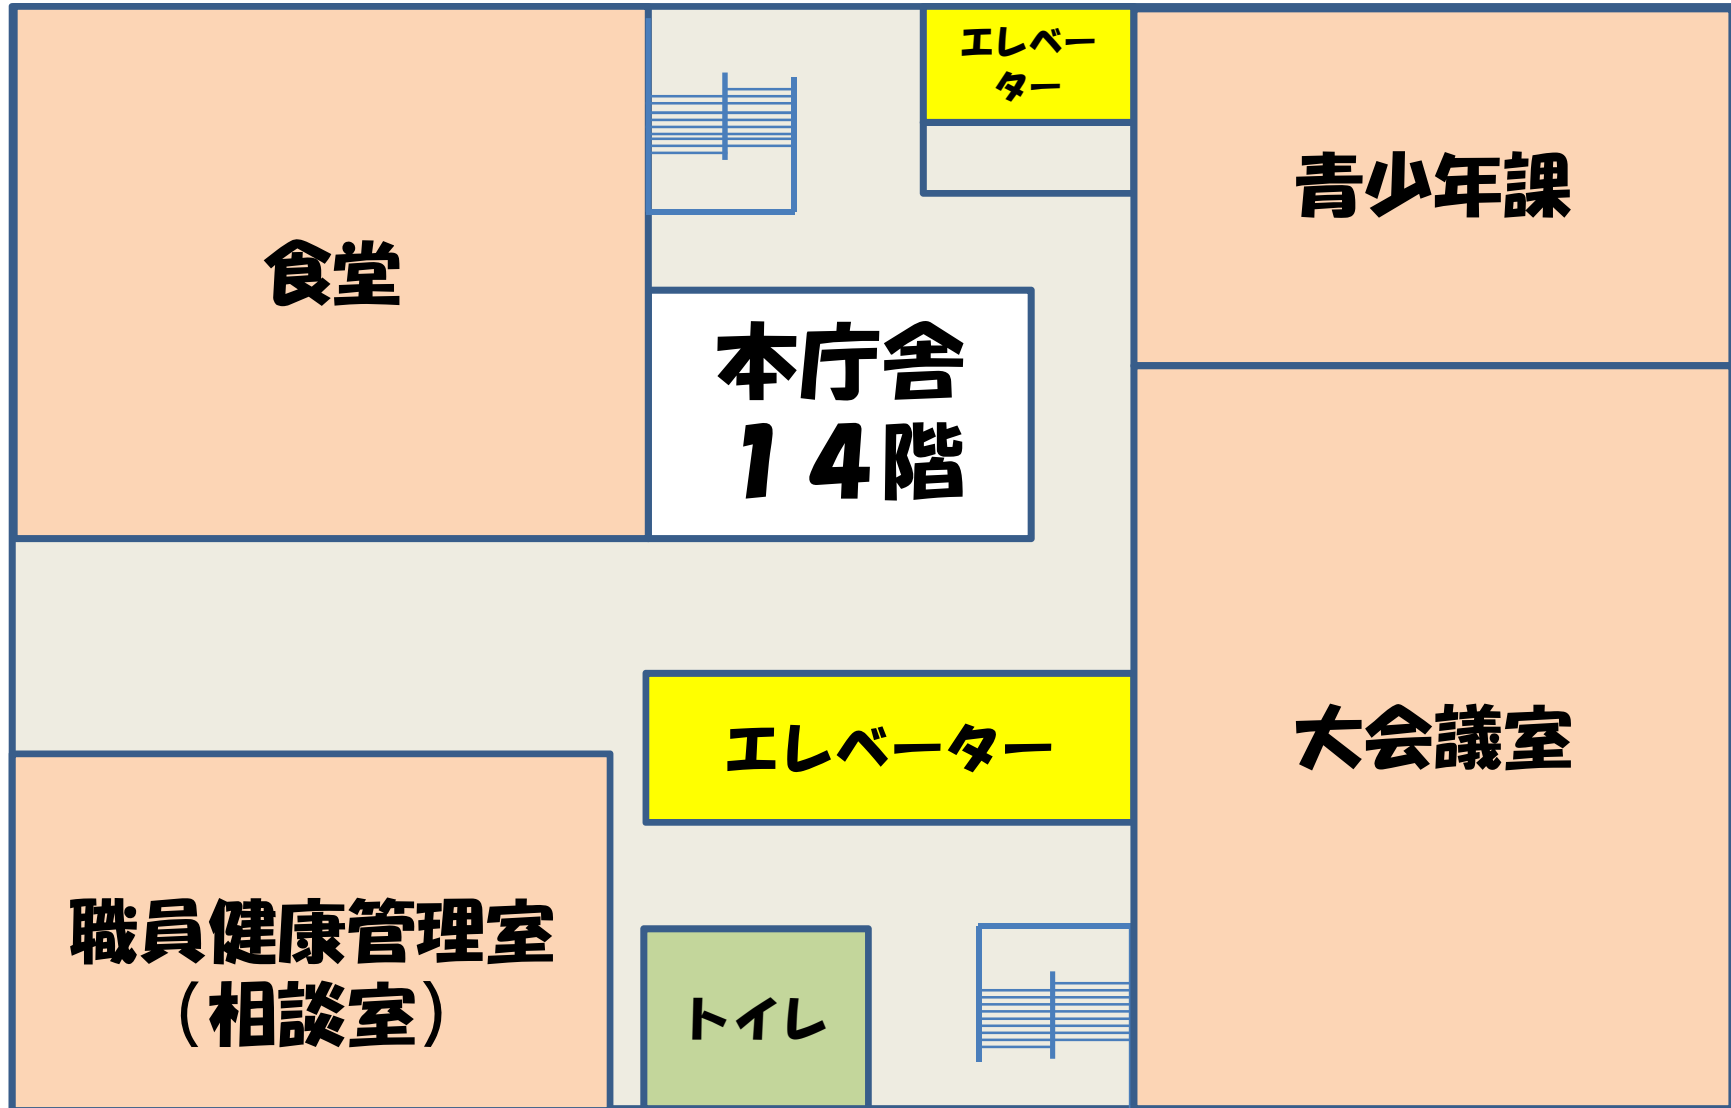 エレベー
ター
青少年課
食堂
本庁舎
１４階
大会議室
エレベーター
職員健康管理室
（相談室）
トイレ